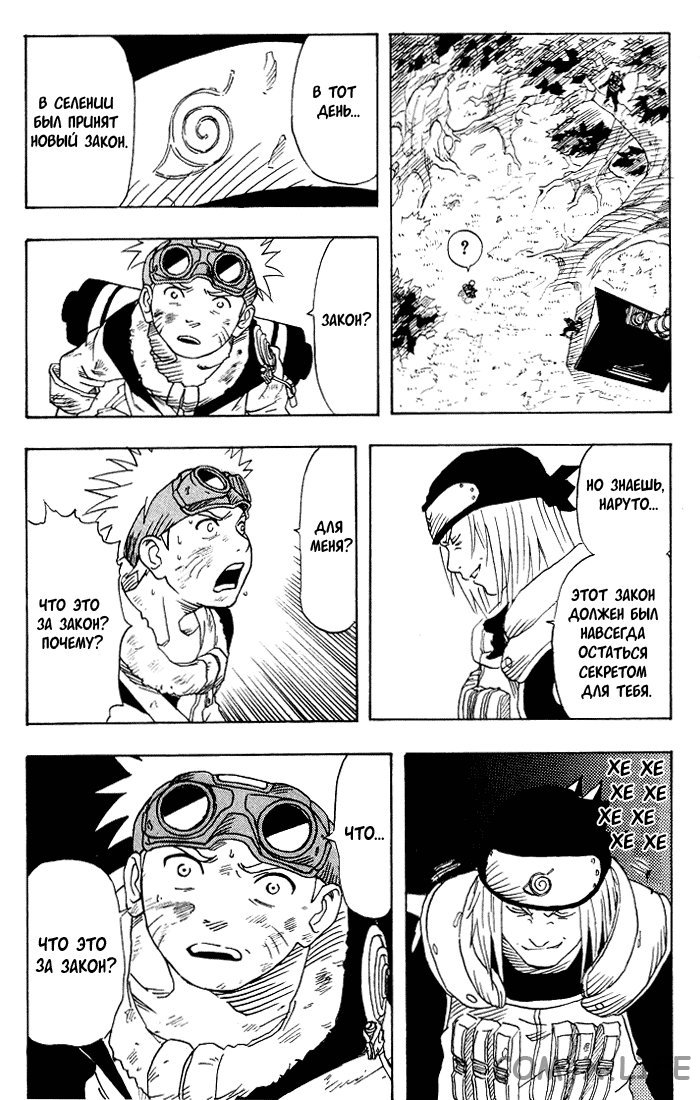 ?
В ТОТ
ДЕНЬ...
В СЕЛЕНИИ
БЫЛ ПРИНЯТ
НОВЫЙ ЗАКОН.
ЗАКОН?
НО ЗНАЕШЬ,
НАРУТО...
ЭТОТ ЗАКОН
ДОЛЖЕН БЫЛ
НАВСЕГДА
ОСТАТЬСЯ
СЕКРЕТОМ
ДЛЯ ТЕБЯ.
ДЛЯ
МЕНЯ?
ЧТО ЭТО
ЗА ЗАКОН?
ПОЧЕМУ?
ХЕ ХЕ
ХЕ ХЕ
ХЕ ХЕ
ХЕ ХЕ
ЧТО...
ЧТО ЭТО
ЗА ЗАКОН?